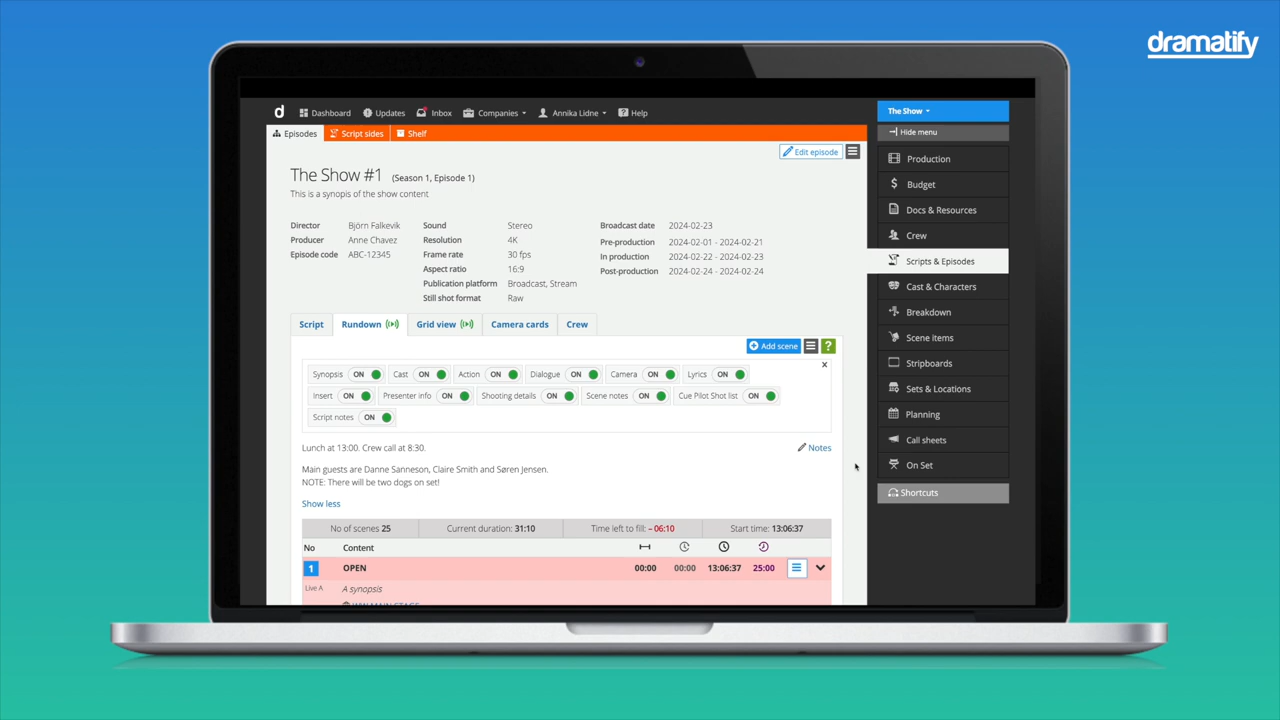 dramatify
d Dashboard Updates Inbox Companies Annika Lidne Help
The Show
Hide menu
Episodes Script sides Shelf
Edit episode
The Show #1 (Season 1, Episode 1)
This is a synopis of the show content
Director Björn Falkevik
Producer Anne Chavez
Episode code ABC-12345
Sound Stereo
Resolution 4K
Frame rate 30 fps
Aspect ratio 16:9
Publication platform Broadcast, Stream
Still shot format Raw
Broadcast date 2024-02-23
Pre-production 2024-02-01 - 2024-02-21
In production 2024-02-22 - 2024-02-23
Post-production 2024-02-24 - 2024-02-24
Script Rundown Grid view Camera cards Crew
Add scene ?
x
Synopsis ON Cast ON Action ON Dialogue ON Camera ON Lyrics ON
Insert ON Presenter info ON Shooting details ON Scene notes ON Cue Pilot Shot list ON
Script notes ON
Lunch at 13:00. Crew call at 8:30.
Notes
Main guests are Danne Sanneson, Claire Smith and Søren Jensen.
NOTE: There will be two dogs on set!
Show less
No of scenes 25 Current duration: 31:10 Time left to fill: – 06:10 Start time: 13:06:37
No Content
1 OPEN 00:00 00:00 13:06:37 25:00
Live A A synopsis
Production
Budget
Docs & Resources
Crew
Scripts & Episodes
Cast & Characters
Breakdown
Scene items
Stripboards
Sets & Locations
Planning
Call sheets
On Set
Shortcuts